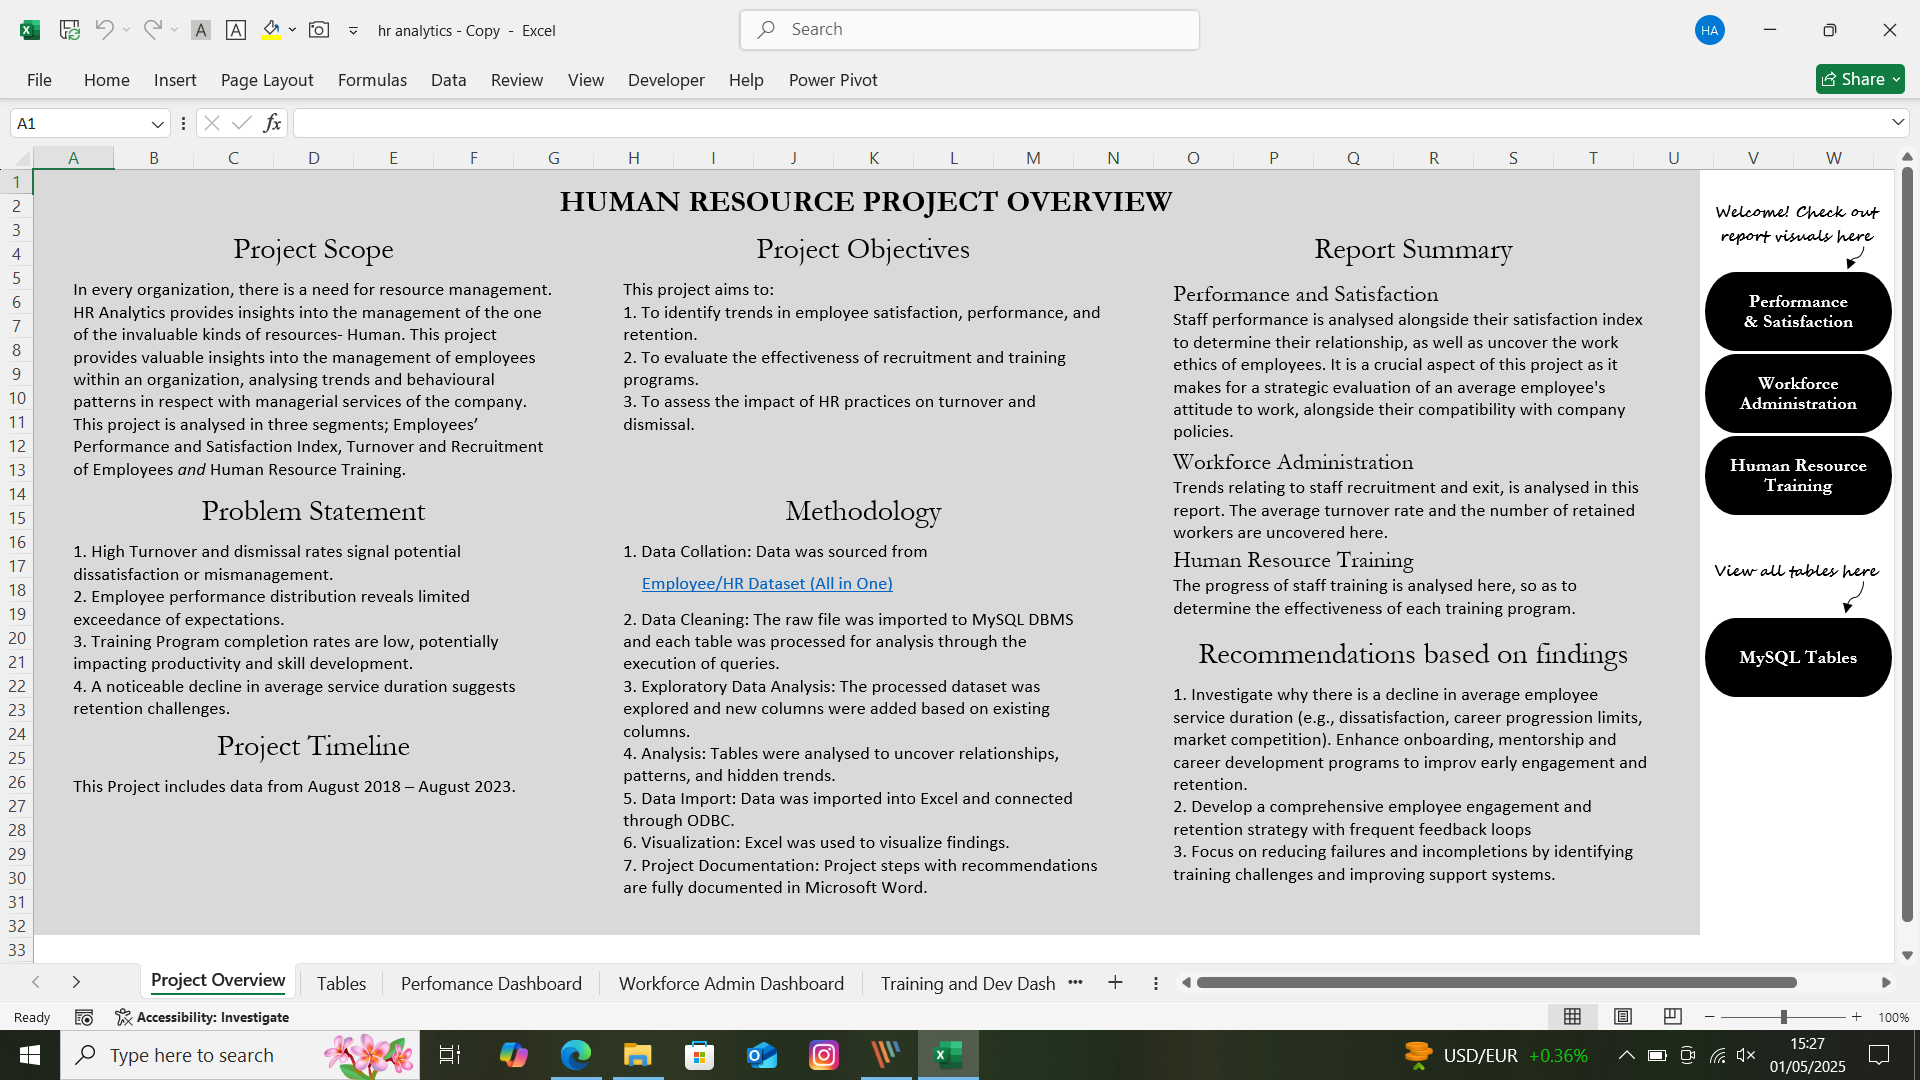 hr analytics - Copy - Excel
Search
HA
File Home Insert Page Layout Formulas Data Review View Developer Help Power Pivot
Share
A1
fx
A B C D E F G H I J K L M N O P Q R S T U V W
1
2
3
4
5
6
7
8
9
10
11
12
13
14
15
16
17
18
19
20
21
22
23
24
25
26
27
28
29
30
31
32
33
HUMAN RESOURCE PROJECT OVERVIEW
Project Scope
In every organization, there is a need for resource management.
HR Analytics provides insights into the management of the one
of the invaluable kinds of resources- Human. This project
provides valuable insights into the management of employees
within an organization, analysing trends and behavioural
patterns in respect with managerial services of the company.
This project is analysed in three segments; Employees’
Performance and Satisfaction Index, Turnover and Recruitment
of Employees and Human Resource Training.
Problem Statement
1. High Turnover and dismissal rates signal potential
dissatisfaction or mismanagement.
2. Employee performance distribution reveals limited
exceedance of expectations.
3. Training Program completion rates are low, potentially
impacting productivity and skill development.
4. A noticeable decline in average service duration suggests
retention challenges.
Project Timeline
This Project includes data from August 2018 – August 2023.
Project Objectives
This project aims to:
1. To identify trends in employee satisfaction, performance, and
retention.
2. To evaluate the effectiveness of recruitment and training
programs.
3. To assess the impact of HR practices on turnover and
dismissal.
Methodology
1. Data Collation: Data was sourced from
Employee/HR Dataset (All in One)
2. Data Cleaning: The raw file was imported to MySQL DBMS
and each table was processed for analysis through the
execution of queries.
3. Exploratory Data Analysis: The processed dataset was
explored and new columns were added based on existing
columns.
4. Analysis: Tables were analysed to uncover relationships,
patterns, and hidden trends.
5. Data Import: Data was imported into Excel and connected
through ODBC.
6. Visualization: Excel was used to visualize findings.
7. Project Documentation: Project steps with recommendations
are fully documented in Microsoft Word.
Report Summary
Performance and Satisfaction
Staff performance is analysed alongside their satisfaction index
to determine their relationship, as well as uncover the work
ethics of employees. It is a crucial aspect of this project as it
makes for a strategic evaluation of an average employee's
attitude to work, alongside their compatibility with company
policies.
Workforce Administration
Trends relating to staff recruitment and exit, is analysed in this
report. The average turnover rate and the number of retained
workers are uncovered here.
Human Resource Training
The progress of staff training is analysed here, so as to
determine the effectiveness of each training program.
Recommendations based on findings
1. Investigate why there is a decline in average employee
service duration (e.g., dissatisfaction, career progression limits,
market competition). Enhance onboarding, mentorship and
career development programs to improv early engagement and
retention.
2. Develop a comprehensive employee engagement and
retention strategy with frequent feedback loops
3. Focus on reducing failures and incompletions by identifying
training challenges and improving support systems.
Welcome! Check out
report visuals here
Performance
& Satisfaction
Workforce
Administration
Human Resource
Training
View all tables here
MySQL Tables
Project Overview Tables Perfomance Dashboard Workforce Admin Dashboard Training and Dev Dash
Ready Accessibility: Investigate 100%
Type here to search
USD/EUR +0.36%
15:27
01/05/2025